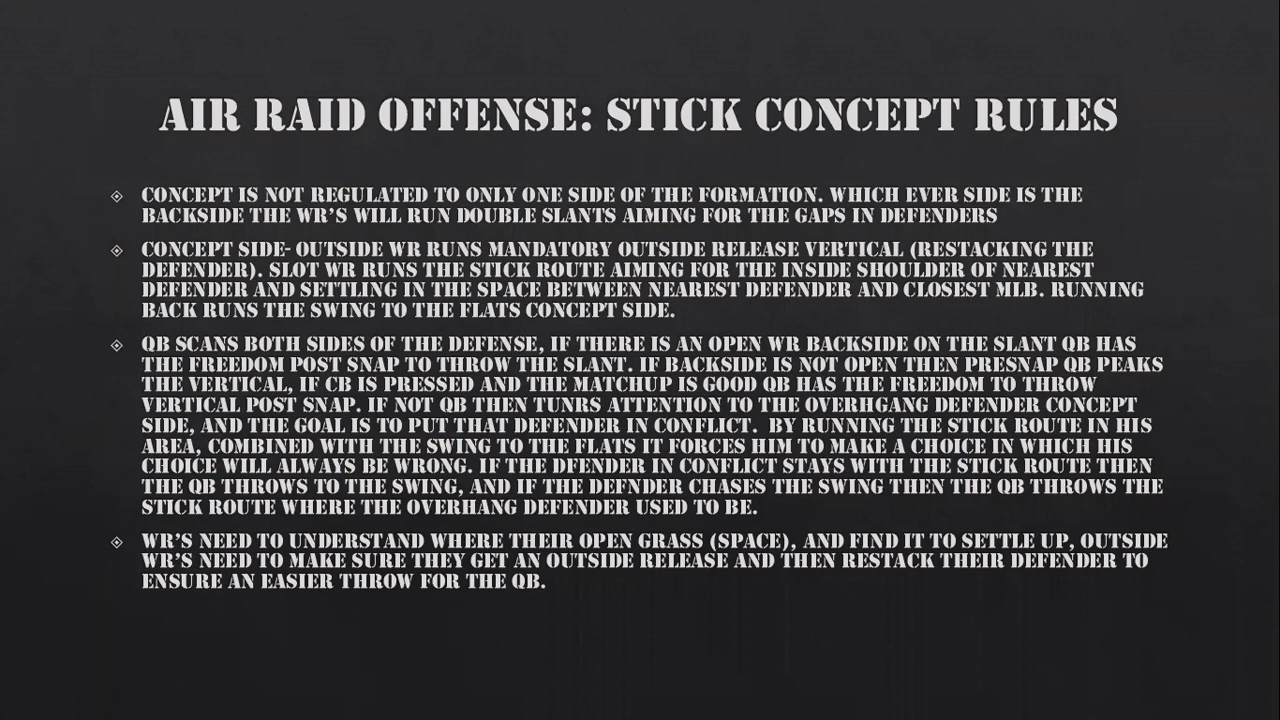 AIR RAID OFFENSE: STICK CONCEPT RULES
CONCEPT IS NOT REGULATED TO ONLY ONE SIDE OF THE FORMATION. WHICH EVER SIDE IS THE
BACKSIDE THE WR'S WILL RUN DOUBLE SLANTS AIMING FOR THE GAPS IN DEFENDERS
CONCEPT SIDE- OUTSIDE WR RUNS MANDATORY OUTSIDE RELEASE VERTICAL (RESTACKING THE
DEFENDER). SLOT WR RUNS THE STICK ROUTE AIMING FOR THE INSIDE SHOULDER OF NEAREST
DEFENDER AND SETTLING IN THE SPACE BETWEEN NEAREST DEFENDER AND CLOSEST MLB. RUNNING
BACK RUNS THE SWING TO THE FLATS CONCEPT SIDE.
QB SCANS BOTH SIDES OF THE DEFENSE, IF THERE IS AN OPEN WR BACKSIDE ON THE SLANT QB HAS
THE FREEDOM POST SNAP TO THROW THE SLANT. IF BACKSIDE IS NOT OPEN THEN PRESNAP QB PEAKS
THE VERTICAL, IF CB IS PRESSED AND THE MATCHUP IS GOOD QB HAS THE FREEDOM TO THROW
VERTICAL POST SNAP. IF NOT QB THEN TUNRS ATTENTION TO THE OVERHGANG DEFENDER CONCEPT
SIDE, AND THE GOAL IS TO PUT THAT DEFENDER IN CONFLICT. BY RUNNING THE STICK ROUTE IN HIS
AREA, COMBINED WITH THE SWING TO THE FLATS IT FORCES HIM TO MAKE A CHOICE IN WHICH HIS
CHOICE WILL ALWAYS BE WRONG. IF THE DFENDER IN CONFLICT STAYS WITH THE STICK ROUTE THEN
THE QB THROWS TO THE SWING, AND IF THE DEFNDER CHASES THE SWING THEN THE QB THROWS THE
STICK ROUTE WHERE THE OVERHANG DEFENDER USED TO BE.
WR'S NEED TO UNDERSTAND WHERE THEIR OPEN GRASS (SPACE), AND FIND IT TO SETTLE UP, OUTSIDE
WR'S NEED TO MAKE SURE THEY GET AN OUTSIDE RELEASE AND THEN RESTACK THEIR DEFENDER TO
ENSURE AN EASIER THROW FOR THE QB.